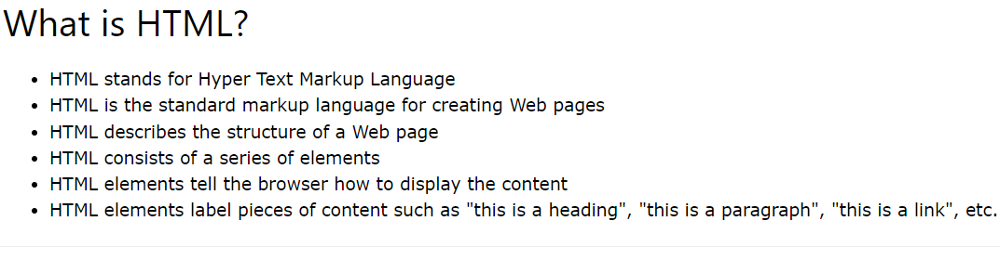 What is HTML?
• HTML stands for Hyper Text Markup Language
• HTML is the standard markup language for creating Web pages
• HTML describes the structure of a Web page
• HTML consists of a series of elements
• HTML elements tell the browser how to display the content
• HTML elements label pieces of content such as "this is a heading", "this is a paragraph", "this is a link", etc.